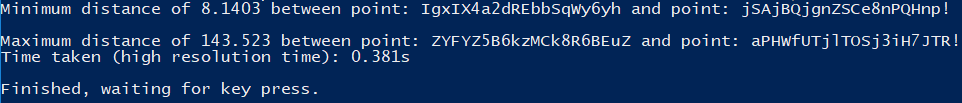 Minimum distance of 8.1403 between point: IgxIX4a2dREbbSqWy6yh and point: jSAjBQjgnZSCe8nPQHnp!
Maximum distance of 143.523 between point: ZYFYZ5B6kzMCk8R6BEuZ and point: aPHWfUTjlTOSj3iH7JTR!
Time taken (high resolution time): 0.381s
Finished, waiting for key press.